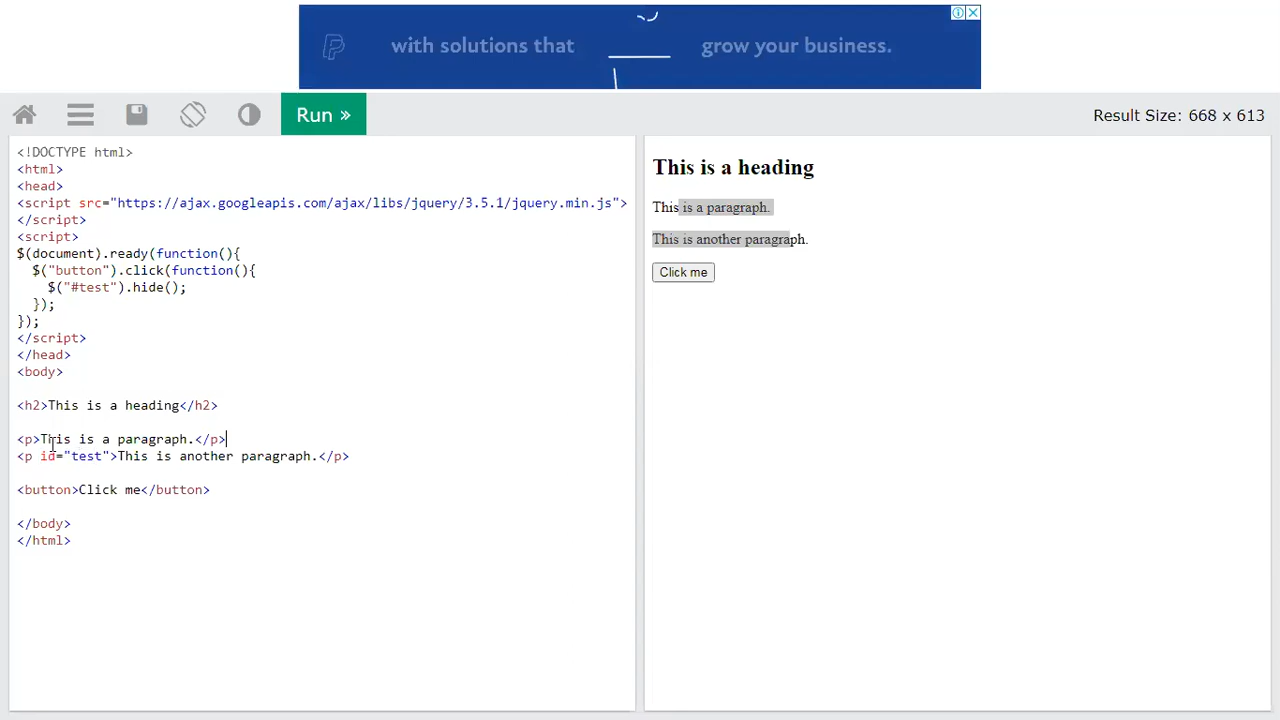 with solutions that grow your business.
Run »
Result Size: 668 x 613
<!DOCTYPE html>
<html>
<head>
<script src="https://ajax.googleapis.com/ajax/libs/jquery/3.5.1/jquery.min.js">
</script>
<script>
$(document).ready(function(){
  $("button").click(function(){
    $("#test").hide();
  });
});
</script>
</head>
<body>
<h2>This is a heading</h2>
<p>This is a paragraph.</p>
<p id="test">This is another paragraph.</p>
<button>Click me</button>
</body>
</html>
This is a heading
This is a paragraph.
This is another paragraph.
Click me